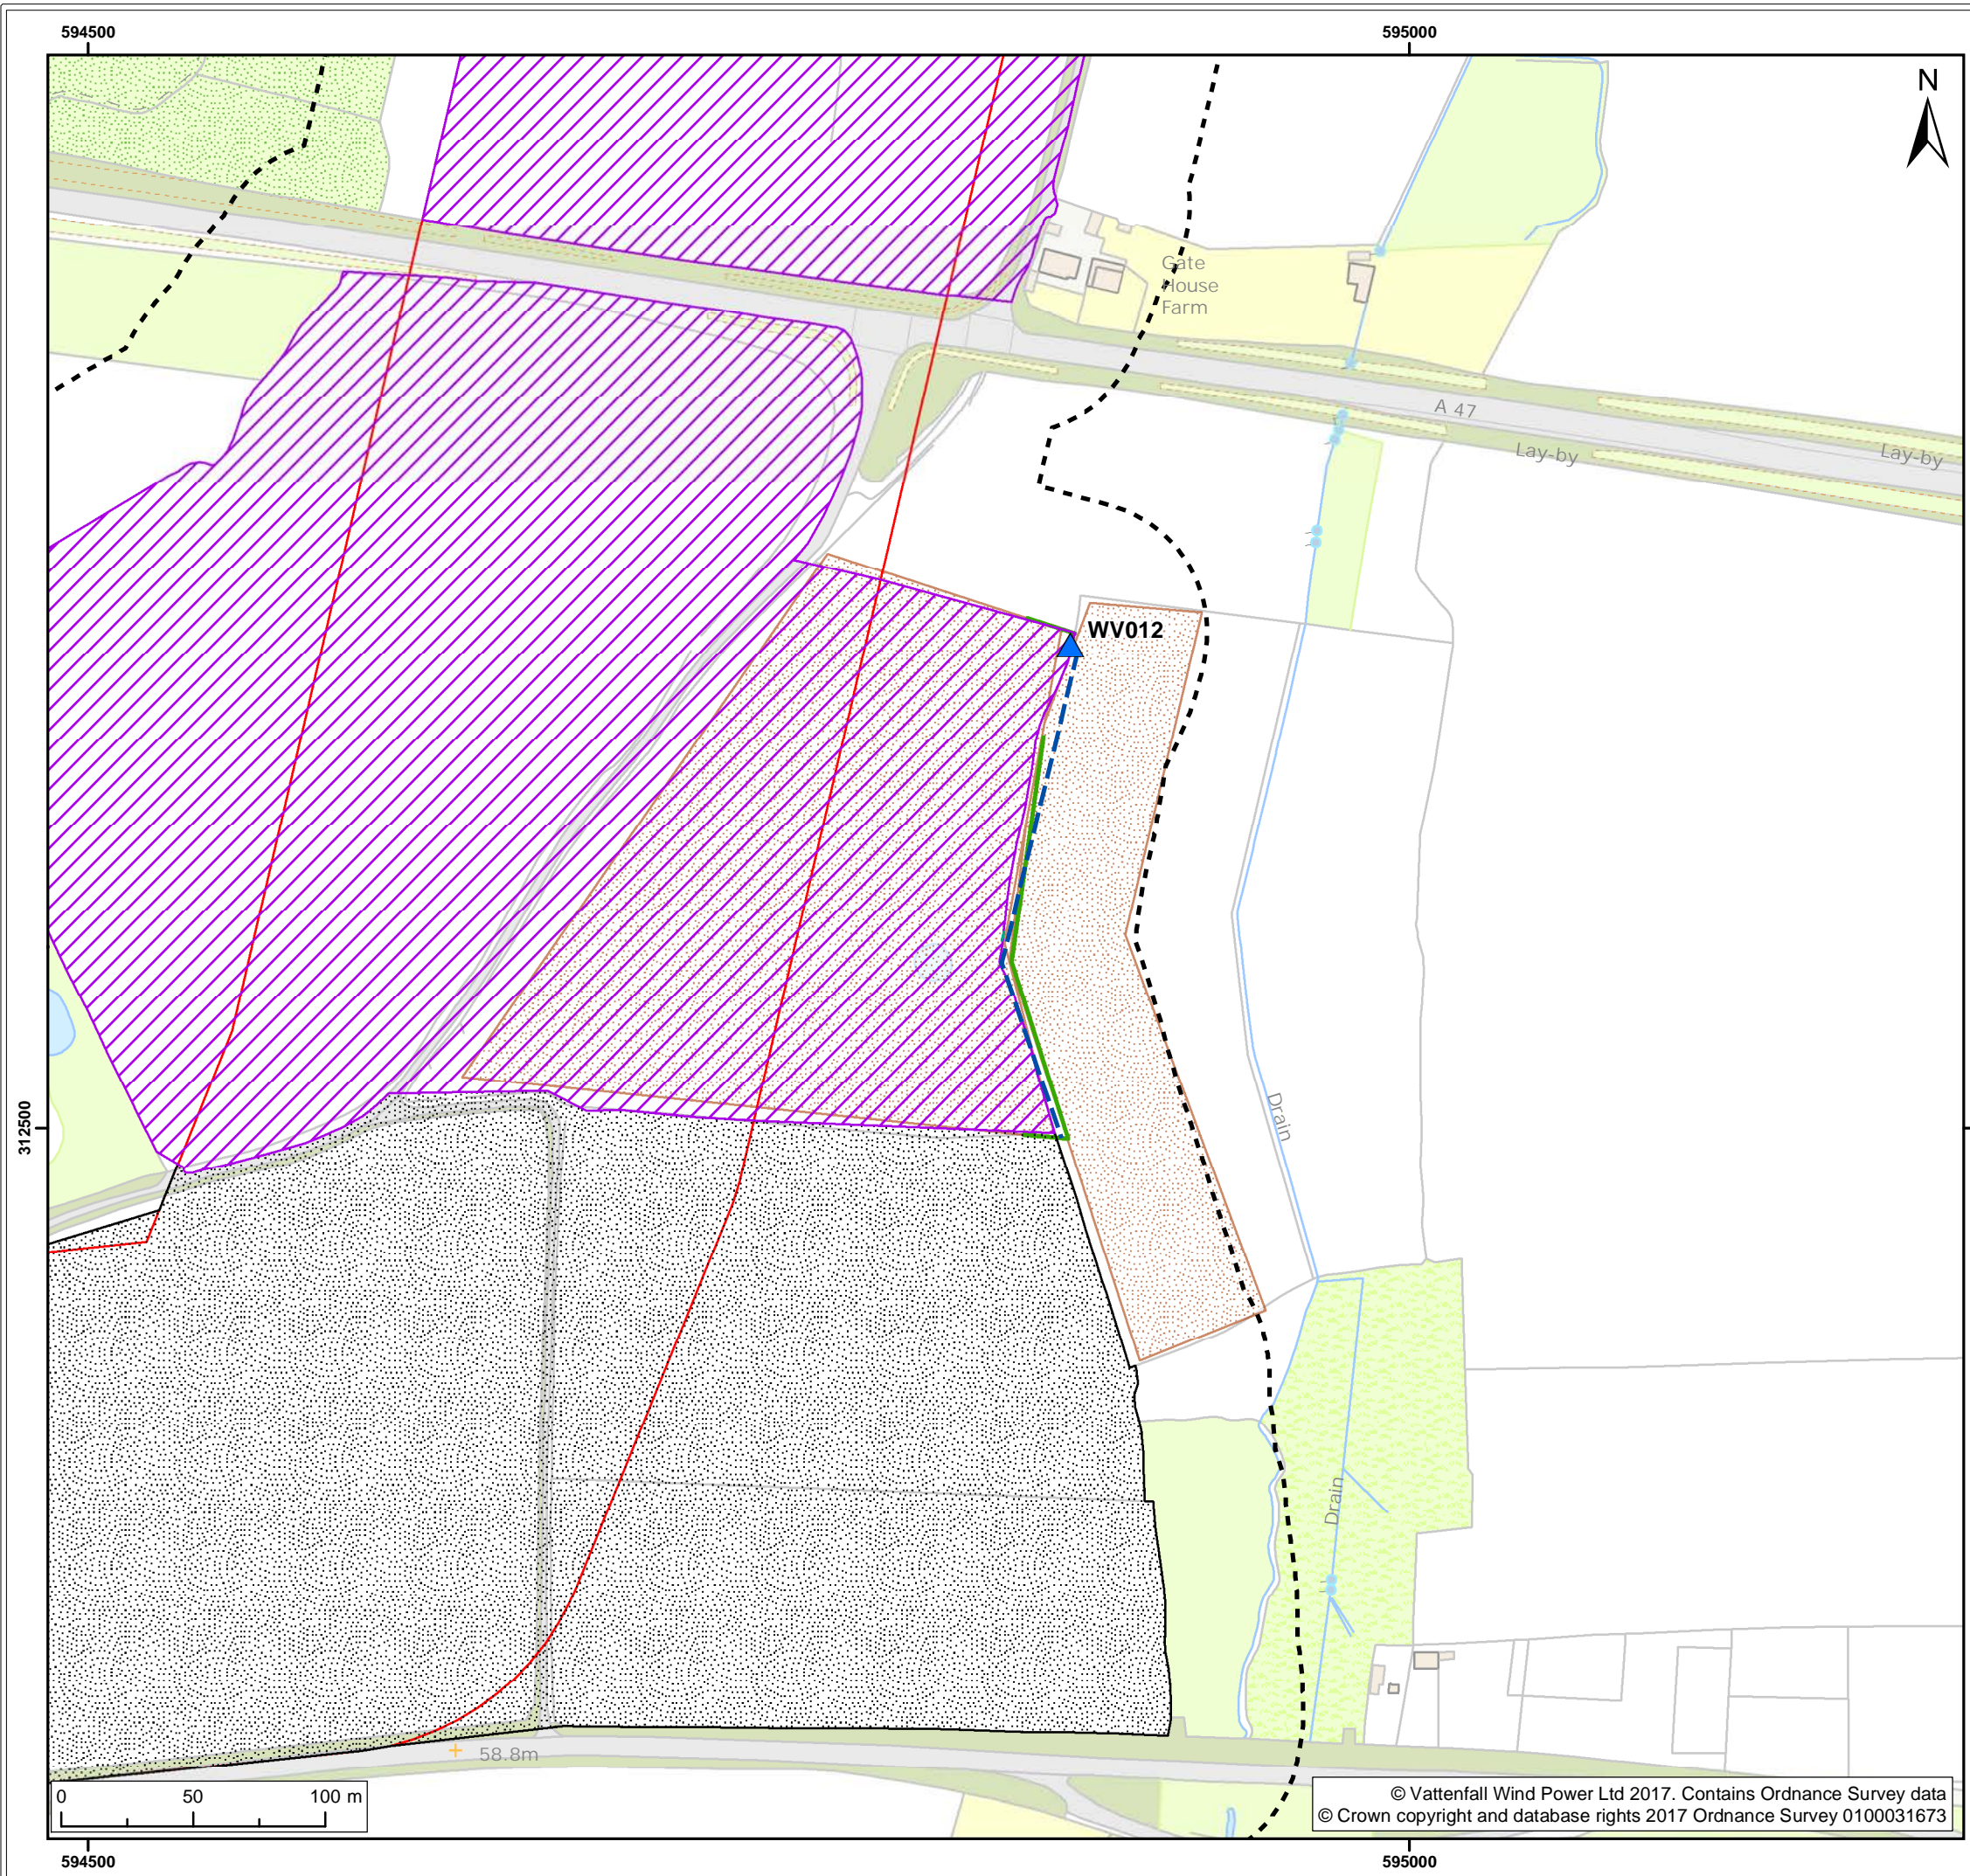 594500
595000
N
Gate
House
Farm
A 47
Lay-by
Lay-by
WV012
312500
Drain
Drain
58.8m
0 50 100 m
© Vattenfall Wind Power Ltd 2017. Contains Ordnance Survey data
© Crown copyright and database rights 2017 Ordnance Survey 0100031673
594500
595000